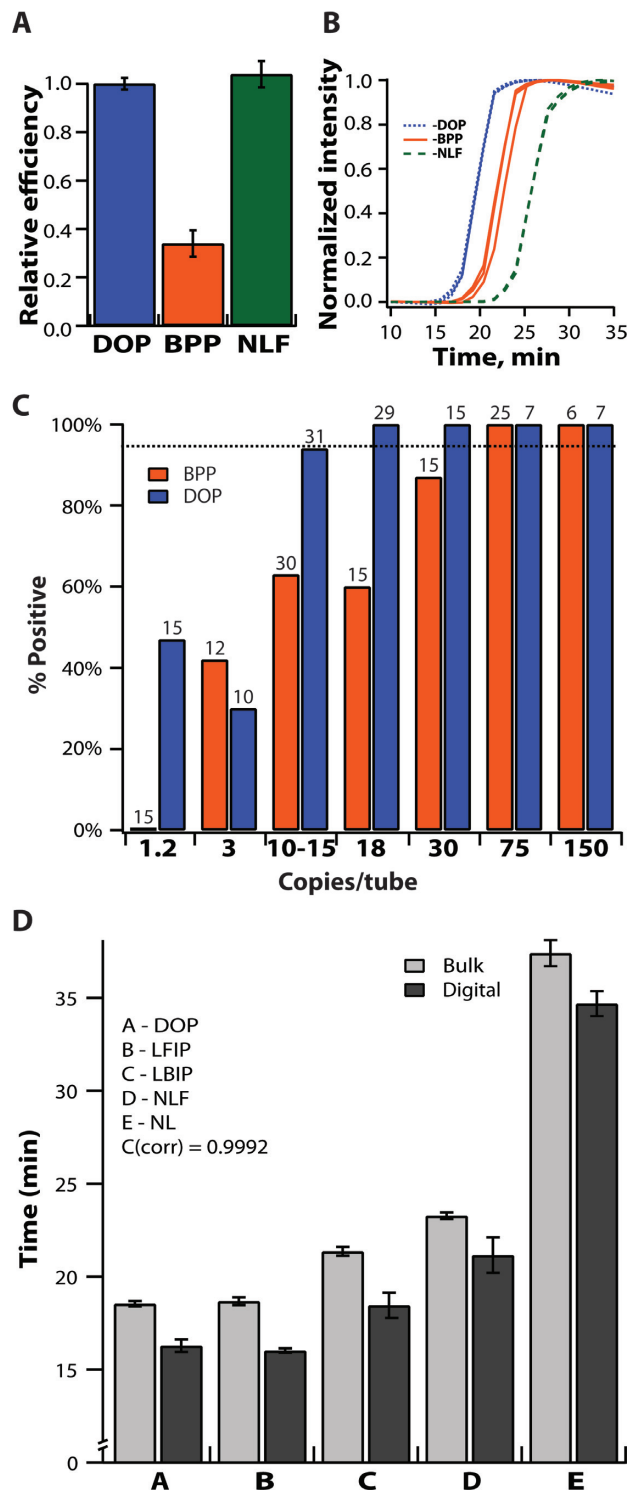 A
Relative efficiency
1.0
0.8
0.6
0.4
0.2
0.0
DOP BPP NLF
B
Normalized intensity
1.0
0.8
0.6
0.4
0.2
0.0
-DOP
-BPP
-NLF
10 15 20 25 30 35
Time, min
C
% Positive
100%
80%
60%
40%
20%
0%
BPP
DOP
15 15 12 10 30 31 15 29 15 15 25 7 6 7
1.2 3 10-15 18 30 75 150
Copies/tube
D
Time (min)
35
30
25
20
15
0
Bulk
Digital
A - DOP
B - LFIP
C - LBIP
D - NLF
E - NL
C(corr) = 0.9992
A B C D E